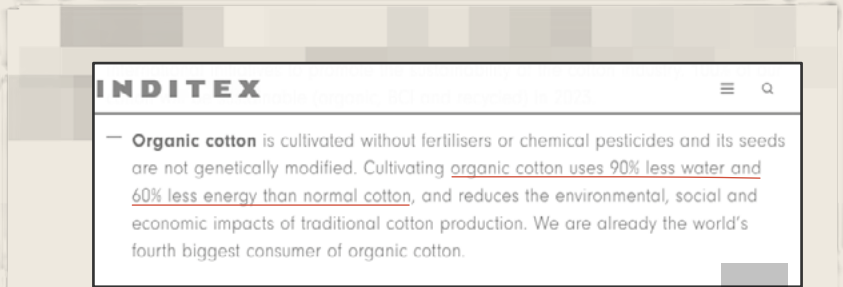 INDITEX
— Organic cotton is cultivated without fertilisers or chemical pesticides and its seeds
are not genetically modified. Cultivating organic cotton uses 90% less water and
60% less energy than normal cotton, and reduces the environmental, social and
economic impacts of traditional cotton production. We are already the world's
fourth biggest consumer of organic cotton.